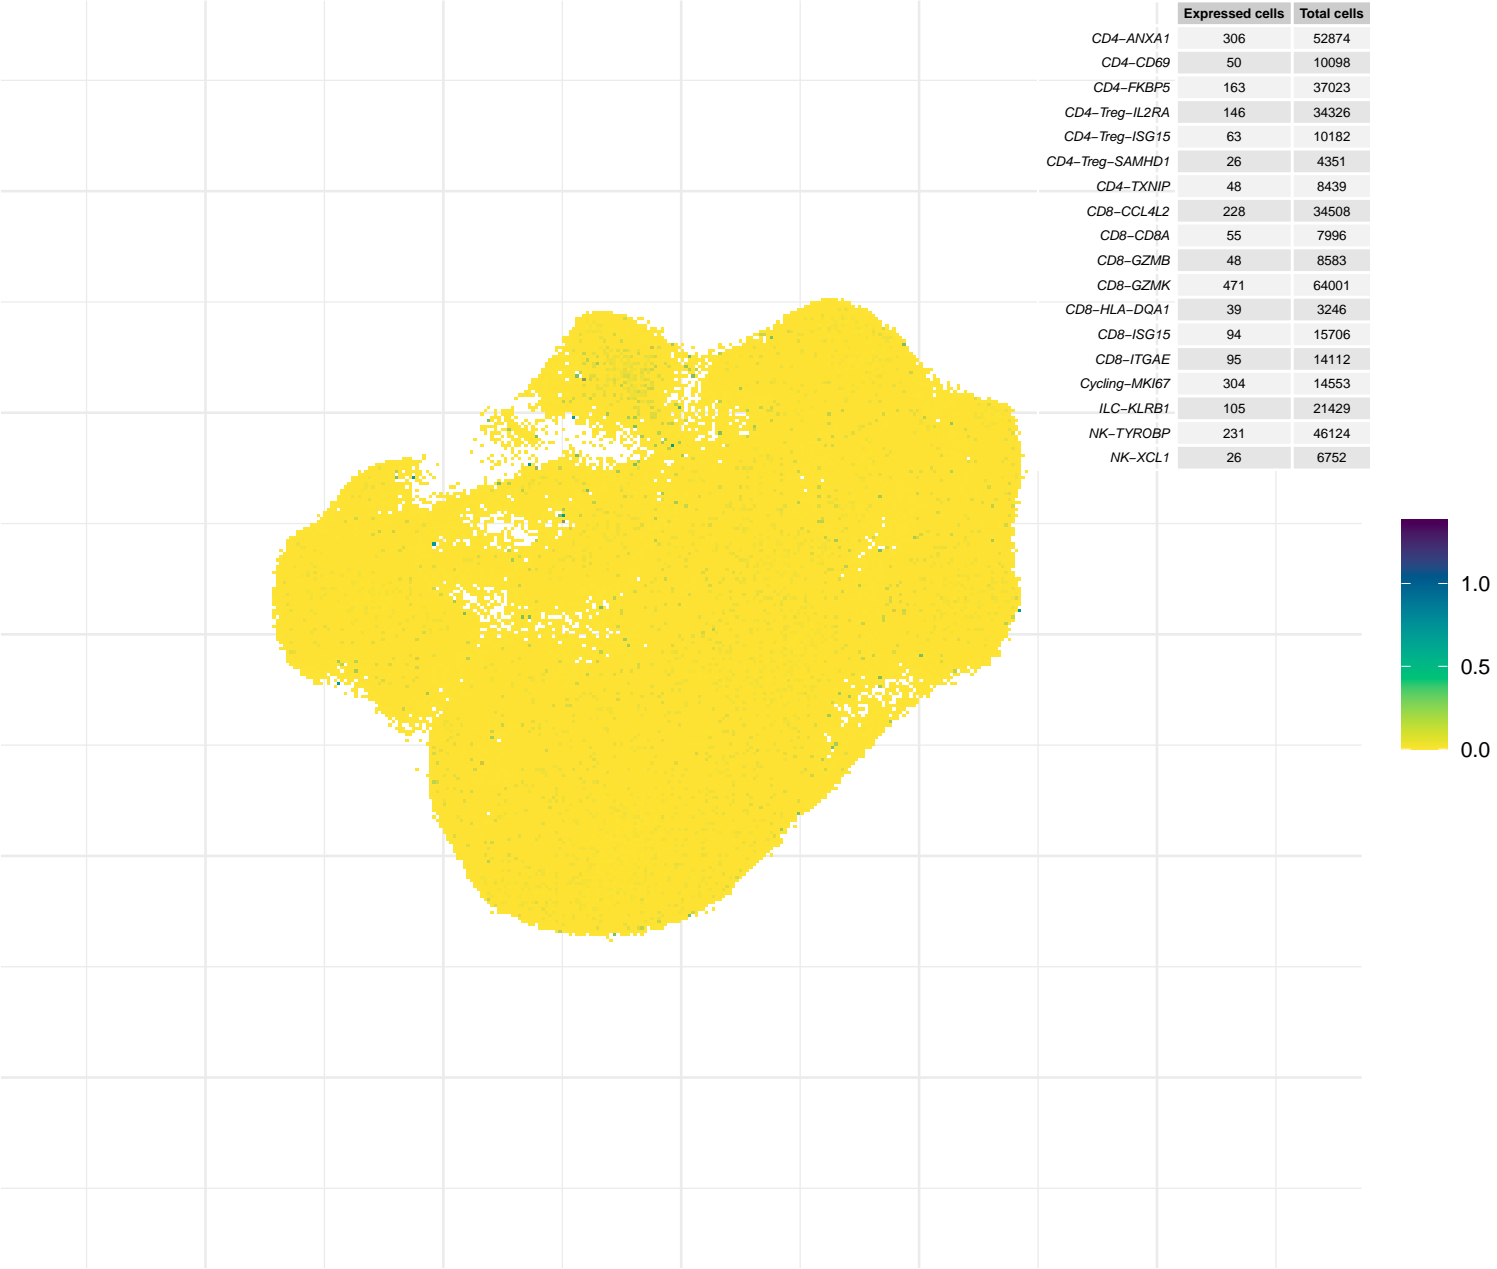 Expressed cells Total cells
CD4−ANXA1 306 52874
CD4−CD69 50 10098
CD4−FKBP5 163 37023
CD4−Treg−IL2RA 146 34326
CD4−Treg−ISG15 63 10182
CD4−Treg−SAMHD1 26 4351
CD4−TXNIP 48 8439
CD8−CCL4L2 228 34508
CD8−CD8A 55 7996
CD8−GZMB 48 8583
CD8−GZMK 471 64001
CD8−HLA−DQA1 39 3246
CD8−ISG15 94 15706
CD8−ITGAE 95 14112
Cycling−MKI67 304 14553
ILC−KLRB1 105 21429
NK−TYROBP 231 46124
NK−XCL1 26 6752
1.0
0.5
0.0